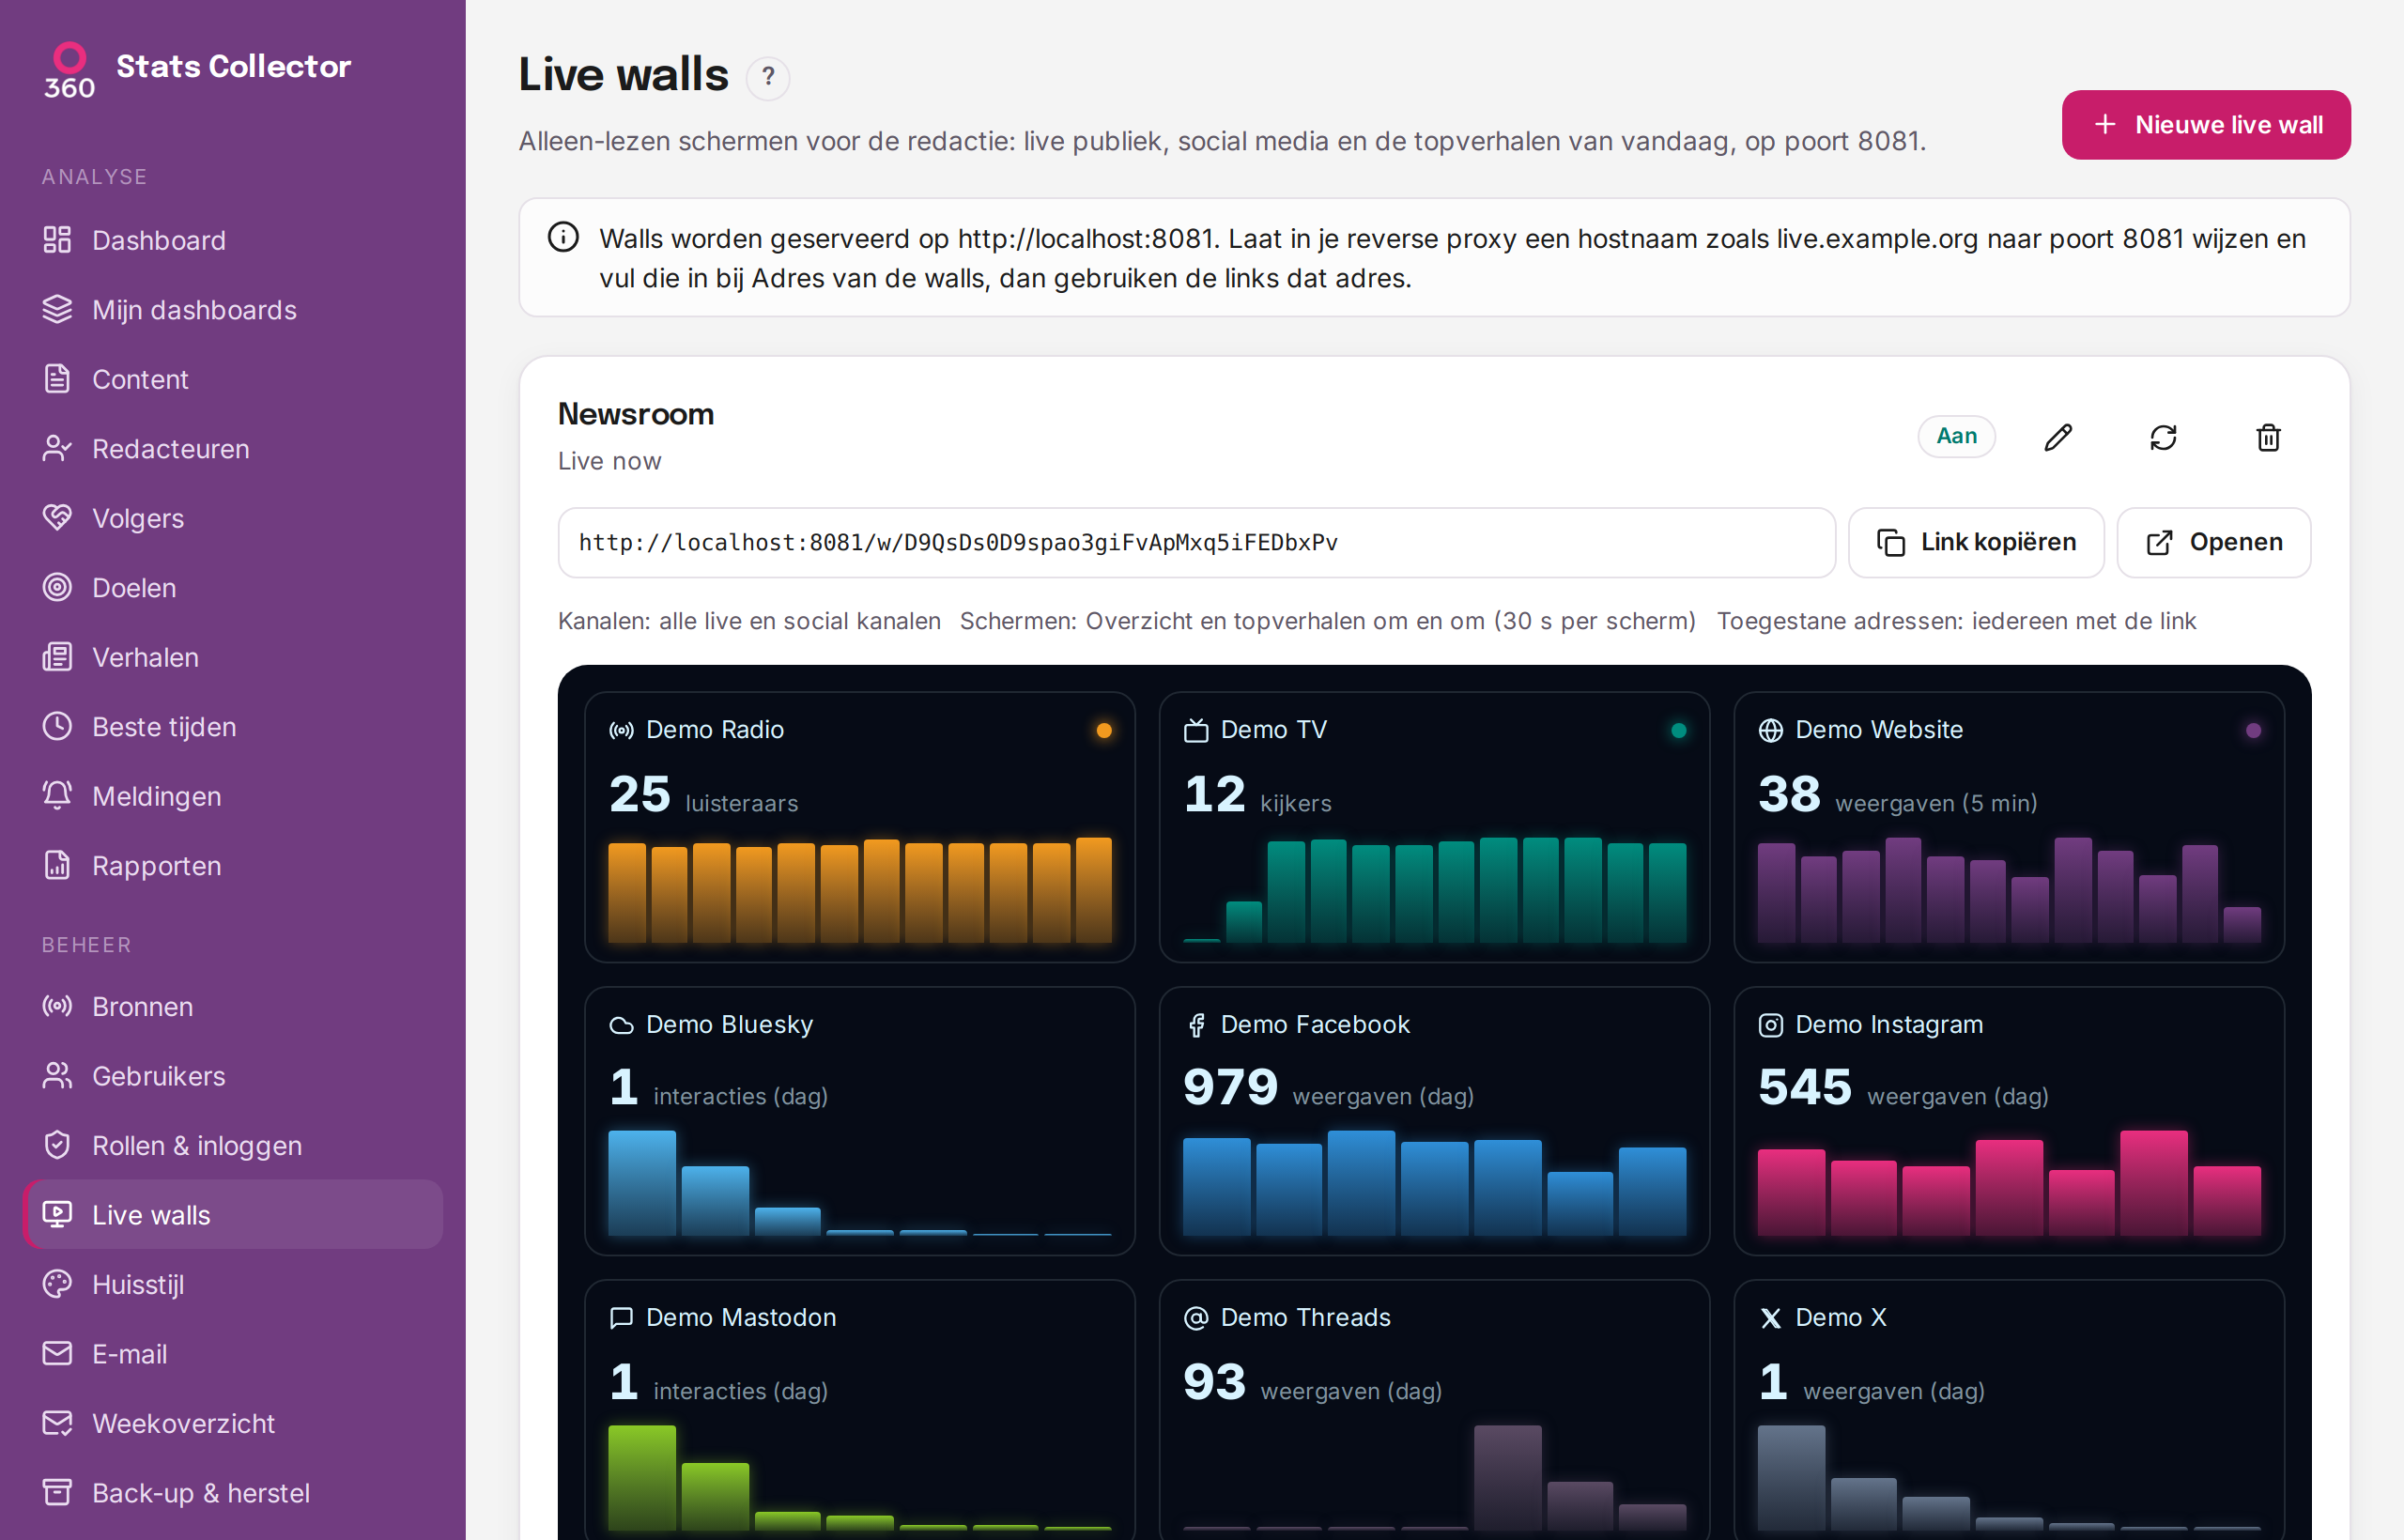 360
Stats Collector
ANALYSE
Dashboard
Mijn dashboards
Content
Redacteuren
Volgers
Doelen
Verhalen
Beste tijden
Meldingen
Rapporten
BEHEER
Bronnen
Gebruikers
Rollen & inloggen
Live walls
Huisstijl
E-mail
Weekoverzicht
Back-up & herstel
Live walls ?
Alleen-lezen schermen voor de redactie: live publiek, social media en de topverhalen van vandaag, op poort 8081.
Nieuwe live wall
Walls worden geserveerd op http://localhost:8081. Laat in je reverse proxy een hostnaam zoals live.example.org naar poort 8081 wijzen en
vul die in bij Adres van de walls, dan gebruiken de links dat adres.
Newsroom
Live now
Aan
http://localhost:8081/w/D9QsDs0D9spao3giFvApMxq5iFEDbxPv
Link kopiëren
Openen
Kanalen: alle live en social kanalen Schermen: Overzicht en topverhalen om en om (30 s per scherm) Toegestane adressen: iedereen met de link
Demo Radio
25 luisteraars
Demo TV
12 kijkers
Demo Website
38 weergaven (5 min)
Demo Bluesky
1 interacties (dag)
Demo Facebook
979 weergaven (dag)
Demo Instagram
545 weergaven (dag)
Demo Mastodon
1 interacties (dag)
Demo Threads
93 weergaven (dag)
Demo X
1 weergaven (dag)